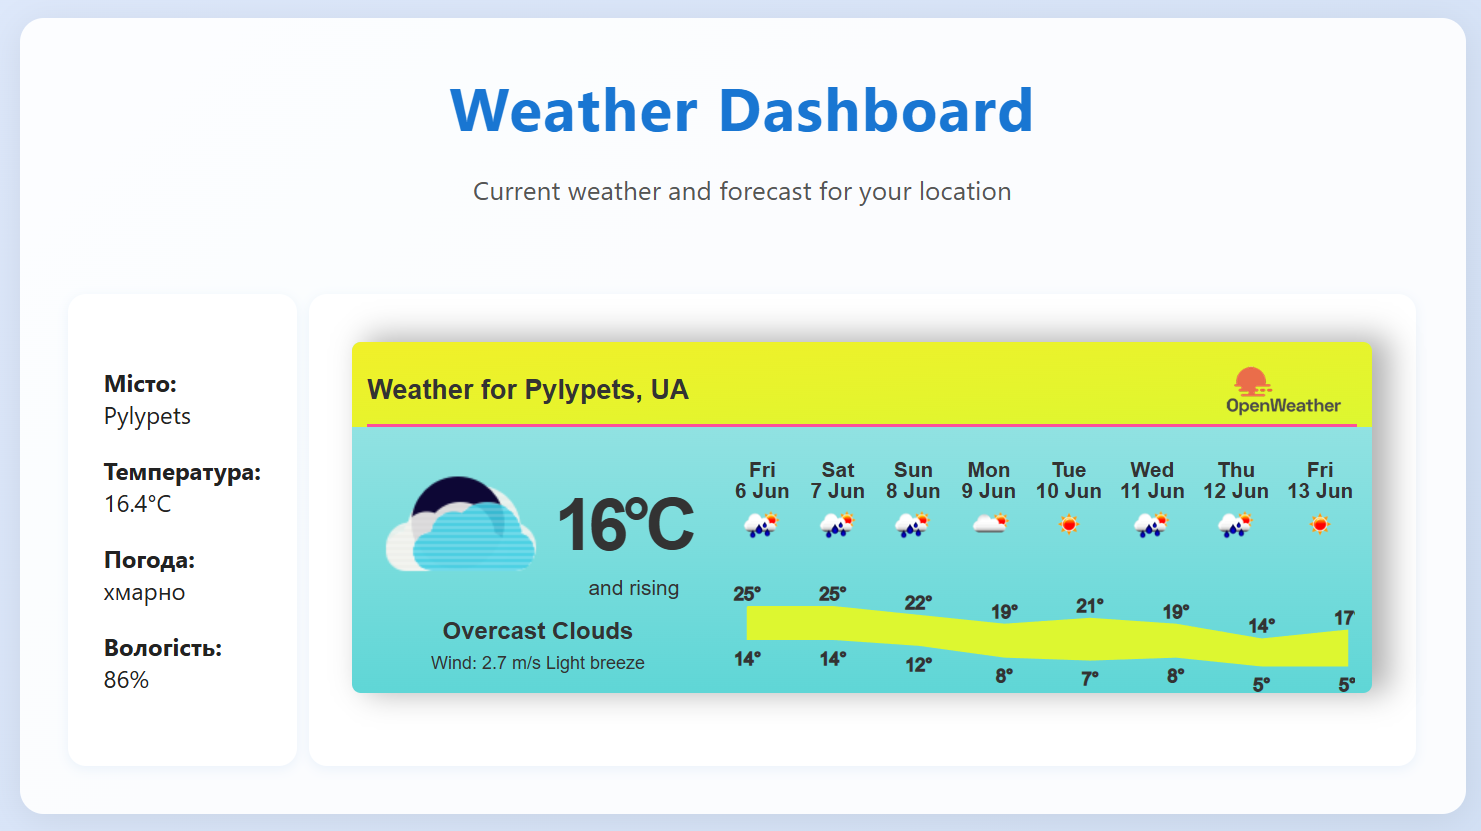 Weather Dashboard
Current weather and forecast for your location
Місто:
Pylypets
Температура:
16.4°C
Погода:
хмарно
Вологість:
86%
Weather for Pylypets, UA
OpenWeather
16°C
and rising
Overcast Clouds
Wind: 2.7 m/s Light breeze
Fri Sat Sun Mon Tue Wed Thu Fri
6 Jun 7 Jun 8 Jun 9 Jun 10 Jun 11 Jun 12 Jun 13 Jun
25° 25° 22° 19° 21° 19° 14° 17
14° 14° 12° 8° 7° 8° 5° 5°